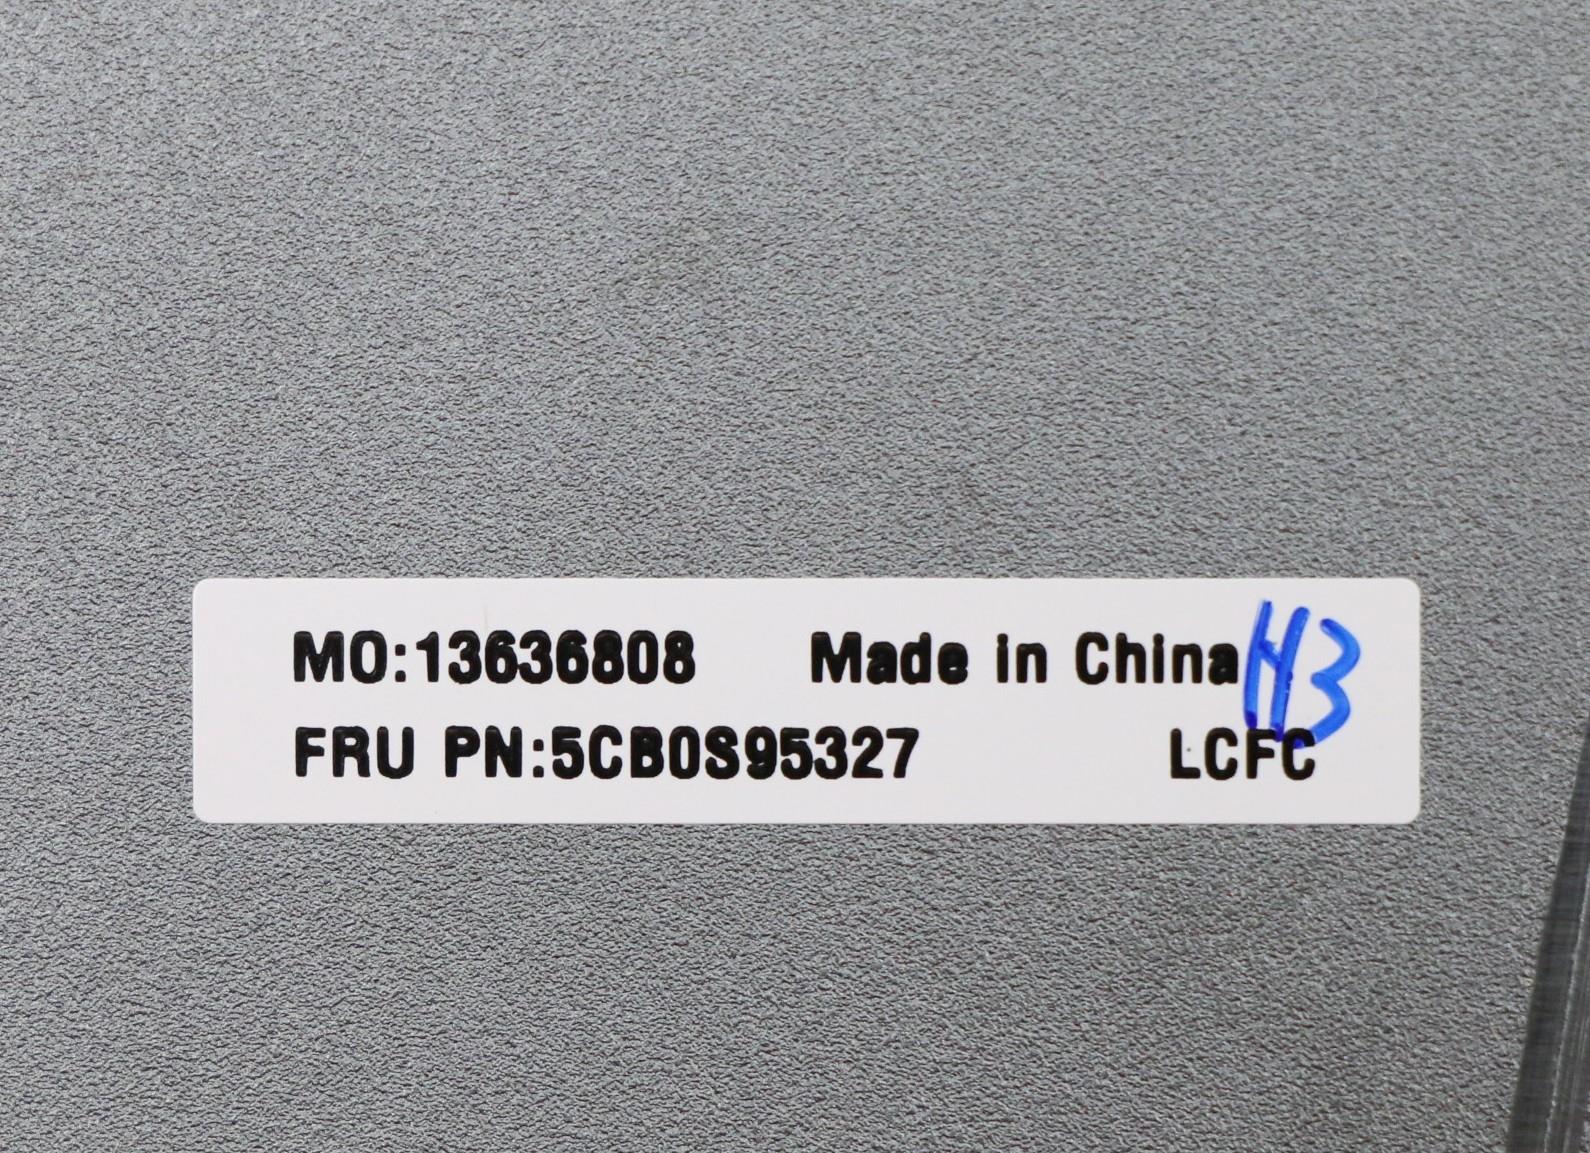 MO:13636808 Made in China H3
FRU PN:5CB0S95327 LCFC